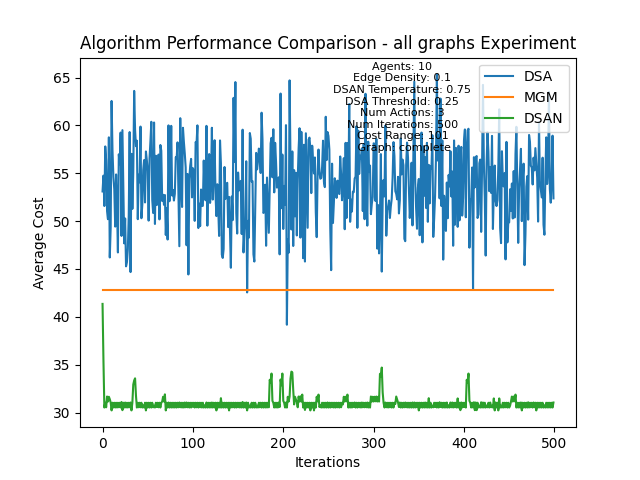 Algorithm Performance Comparison - all graphs Experiment
Agents: 10
Edge Density: 0.1
DSAN Temperature: 0.75
DSA Threshold: 0.25
Num Actions: 3
Num Iterations: 500
Cost Range: 101
Graph: complete
DSA
MGM
DSAN
Average Cost
65
60
55
50
45
40
35
30
0
100
200
300
400
500
Iterations